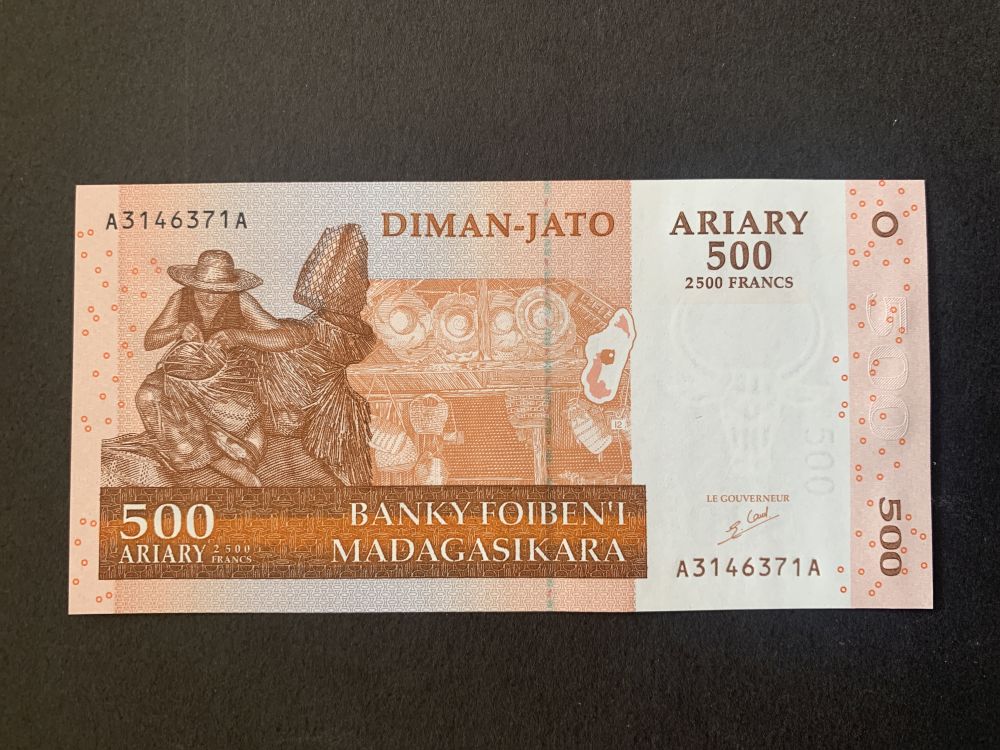 A3146371A
DIMAN-JATO
ARIARY
500
2500 FRANCS
500
500
12
LE GOUVERNEUR
500
ARIARY 2500 FRANCS
BANKY FOIBEN'I
MADAGASIKARA
A3146371A
500